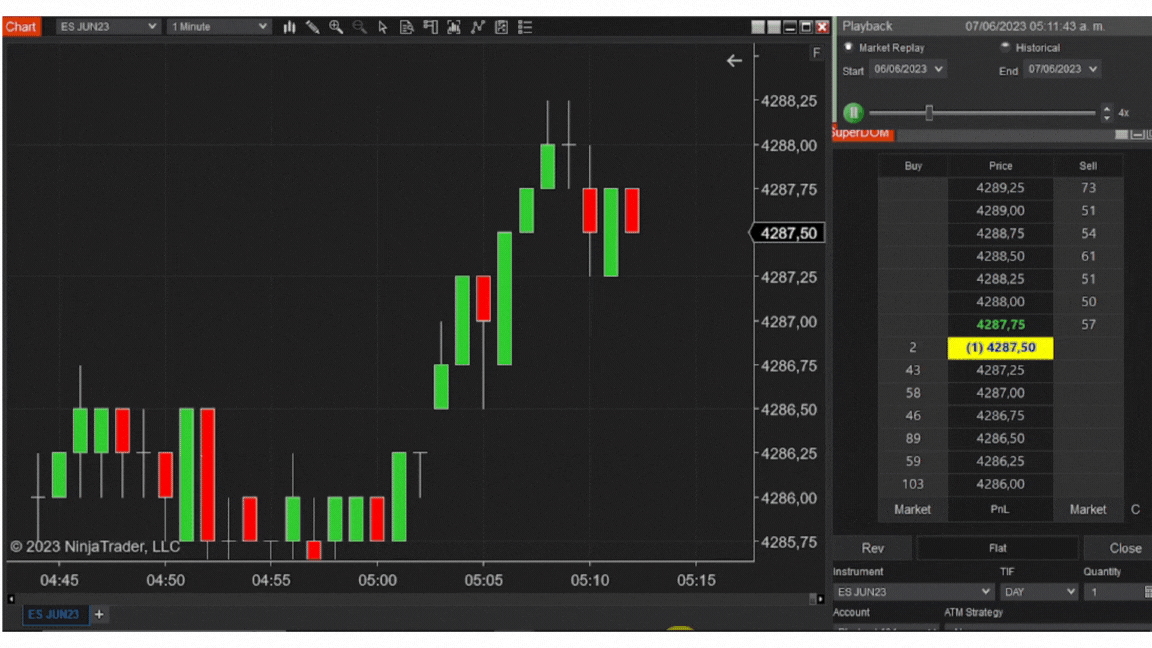 Chart ES JUN23 1 Minute
F
4288,25
4288,00
4287,75
4287,50
4287,25
4287,00
4286,75
4286,50
4286,25
4286,00
4285,75
© 2023 NinjaTrader, LLC
04:45 04:50 04:55 05:00 05:05 05:10 05:15
ES JUN23 +
Playback 07/06/2023 05:11:43 a. m.
Market Replay Historical
Start 06/06/2023 End 07/06/2023
4x
SuperDOM
Buy Price Sell
4289,25 73
4289,00 51
4288,75 54
4288,50 61
4288,25 51
4288,00 50
4287,75 57
2 (1) 4287,50
43 4287,25
58 4287,00
46 4286,75
89 4286,50
59 4286,25
103 4286,00
Market PnL Market C
Rev Flat Close
Instrument TIF Quantity
ES JUN23 DAY 1
Account ATM Strategy